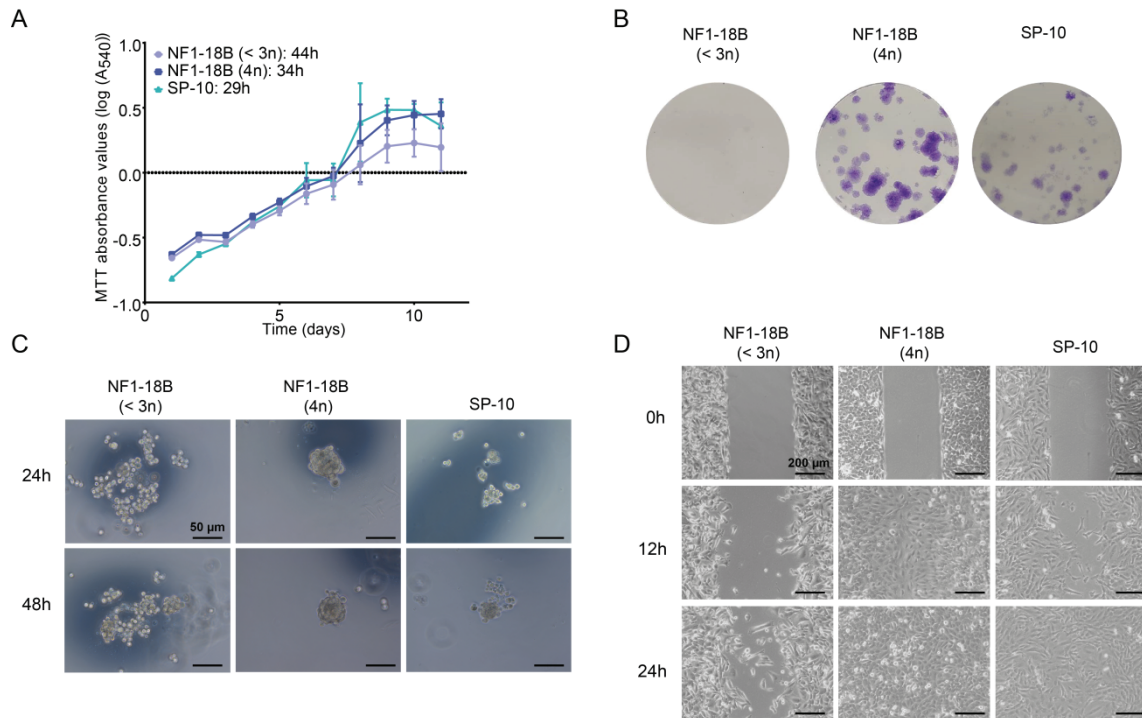 A
MTT absorbance values (log (A540))
1.0
0.5
0.0
-0.5
-1.0
NF1-18B (< 3n): 44h
NF1-18B (4n): 34h
SP-10: 29h
0
5
10
Time (days)
B
NF1-18B
(< 3n)
NF1-18B
(4n)
SP-10
C
NF1-18B
(< 3n)
NF1-18B
(4n)
SP-10
24h
50 µm
48h
D
NF1-18B
(< 3n)
NF1-18B
(4n)
SP-10
0h
200 µm
12h
24h